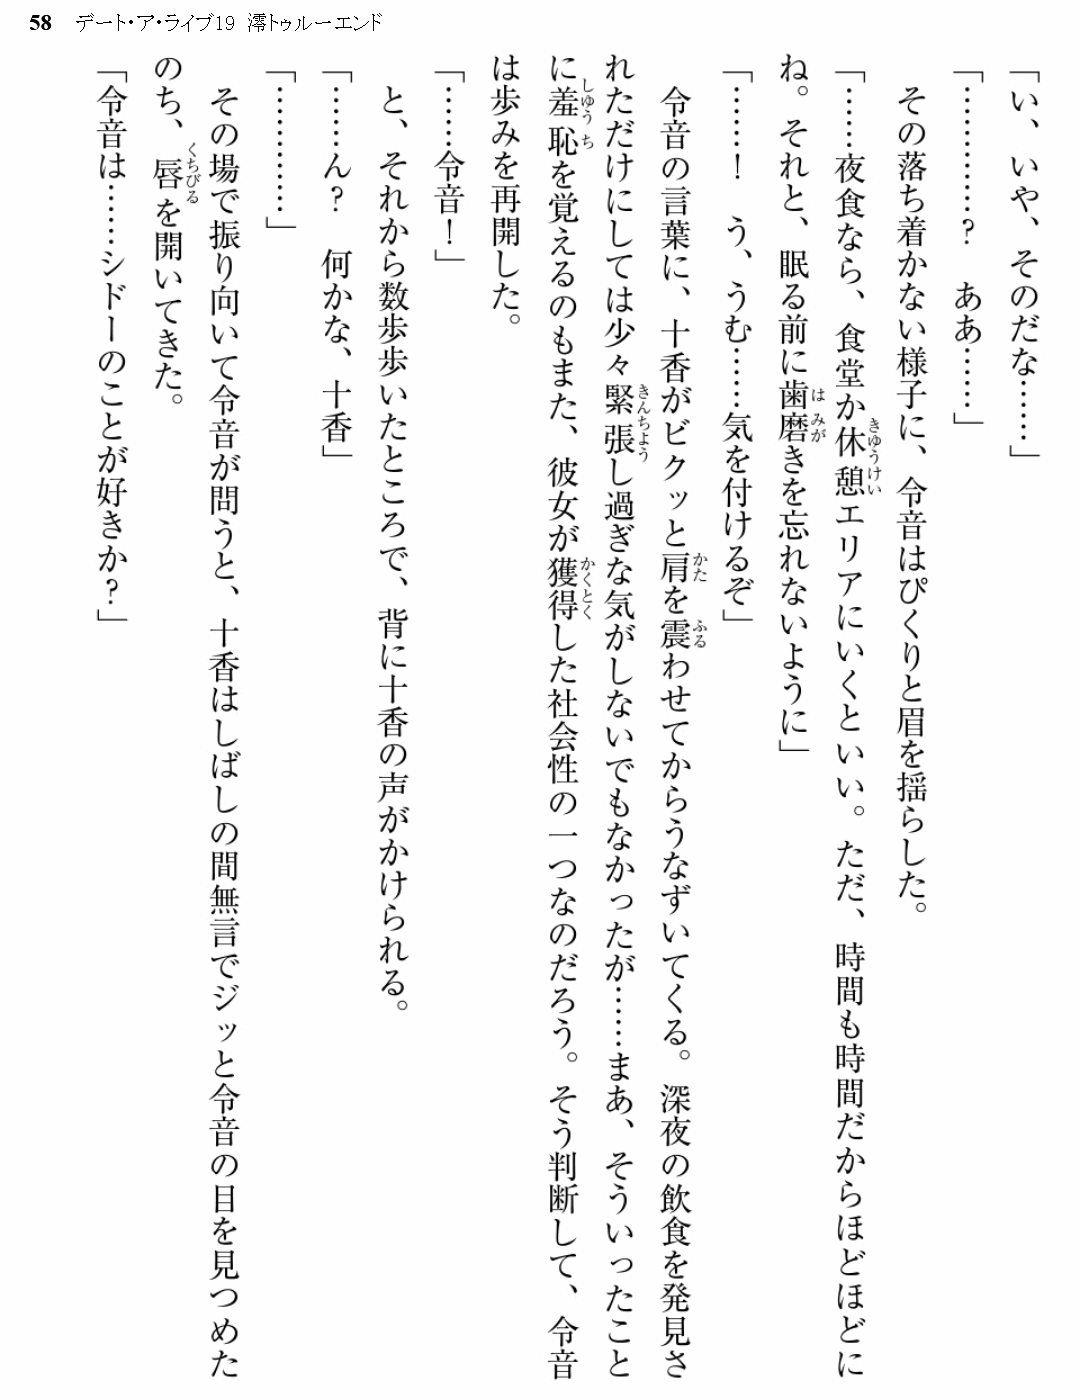 58 デート・ア・ライブ19 澪トゥルーエンド
「い、いや、そのだな……」
「…………？　ああ……」
　その落ち着かない様子に、令音はぴくりと眉を揺らした。
「……夜食なら、食堂か休憩エリアにいくといい。ただ、時間も時間だからほどほどに
ね。それと、眠る前に歯磨きを忘れないように」
「……！　う、うむ……気を付けるぞ」
　令音の言葉に、十香がビクッと肩を震わせてからうなずいてくる。深夜の飲食を発見さ
れただけにしては少々緊張し過ぎな気がしないでもなかったが……まあ、そういったこと
に羞恥を覚えるのもまた、彼女が獲得した社会性の一つなのだろう。そう判断して、令音
は歩みを再開した。
「……令音！」
　と、それから数歩歩いたところで、背に十香の声がかけられる。
「……ん？　何かな、十香」
「…………」
　その場で振り向いて令音が問うと、十香はしばしの間無言でジッと令音の目を見つめた
のち、唇を開いてきた。
「令音は……シドーのことが好きか？」